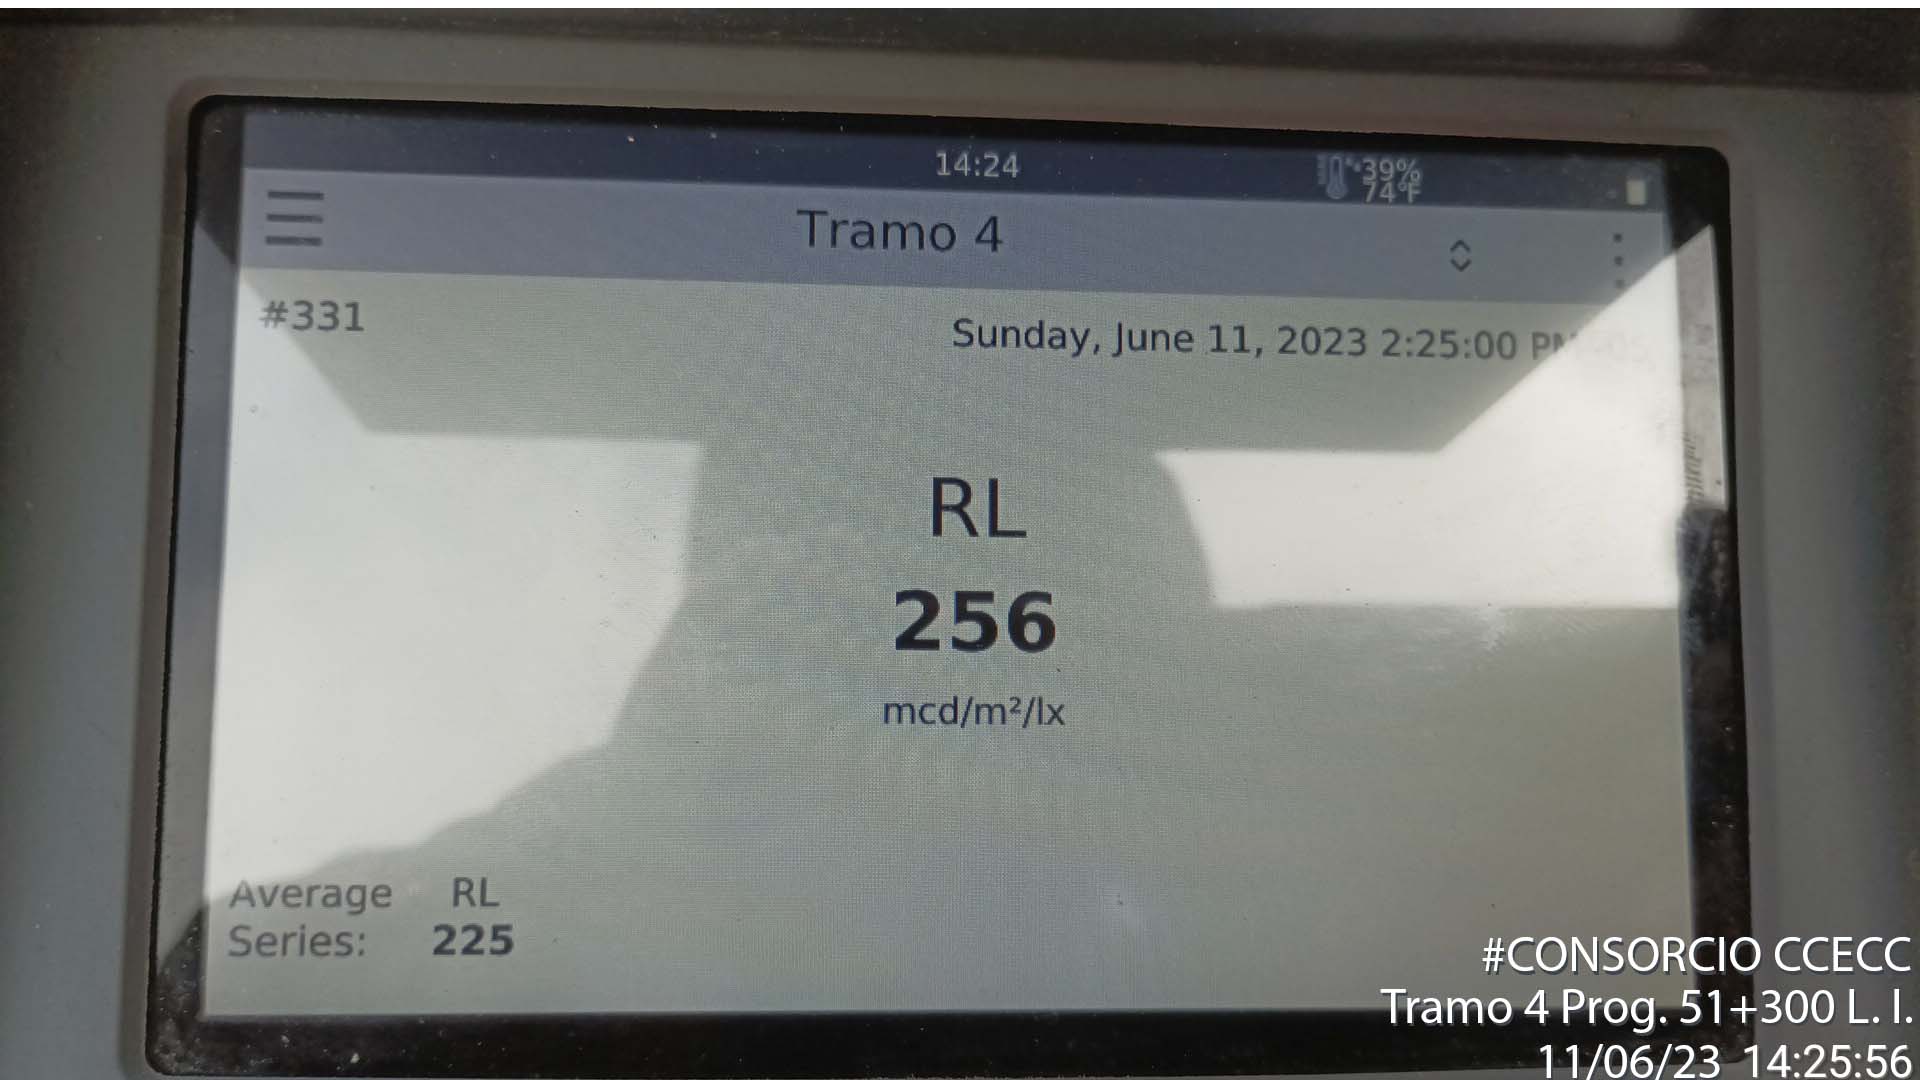 14:24
39%
74°F
Tramo 4
#331
Sunday, June 11, 2023 2:25:00 PM
RL
256
mcd/m²/lx
Average RL
Series: 225
#CONSORCIO CCECC
Tramo 4 Prog. 51+300 L. I.
11/06/23 14:25:56